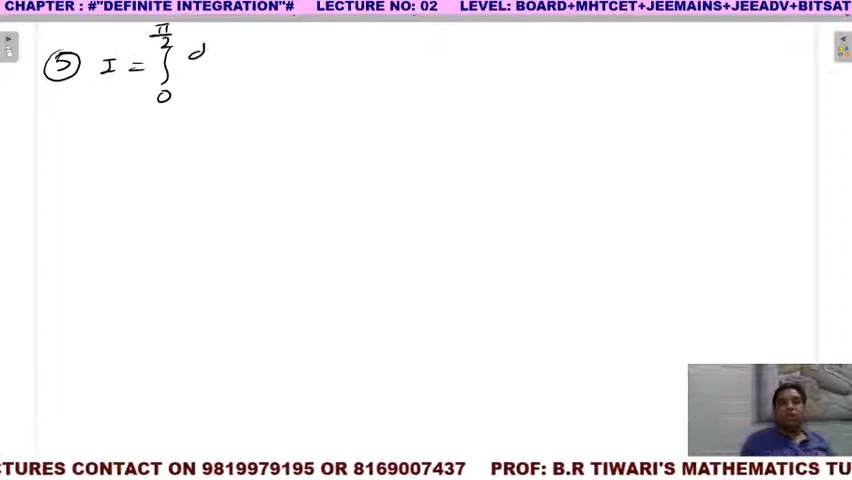 CHAPTER : #"DEFINITE INTEGRATION"# LECTURE NO: 02 LEVEL: BOARD+MHTCET+JEEMAINS+JEEADV+BITSAT
⑤ I = ∫₀^(π/2) d
CTURES CONTACT ON 9819979195 OR 8169007437 PROF: B.R TIWARI'S MATHEMATICS TU